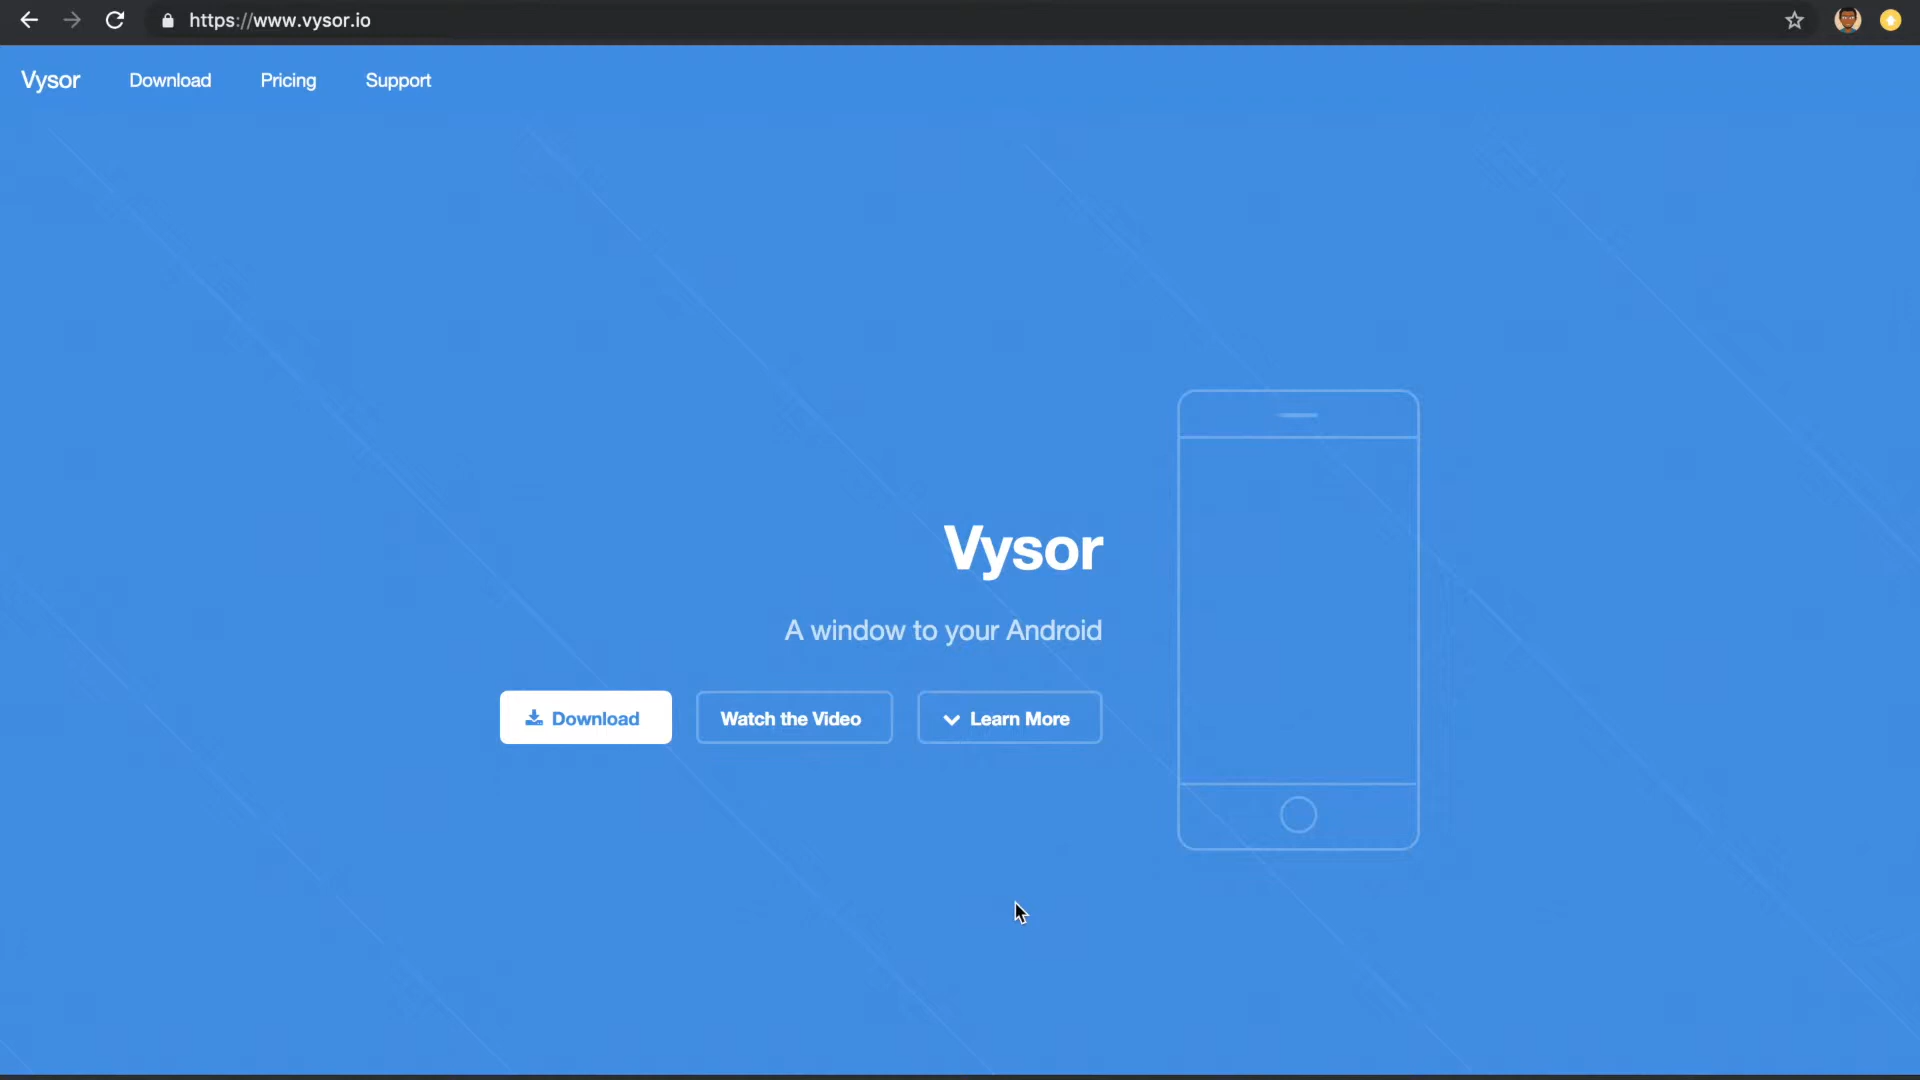 https://www.vysor.io
Vysor Download Pricing Support
Vysor
A window to your Android
Download Watch the Video Learn More